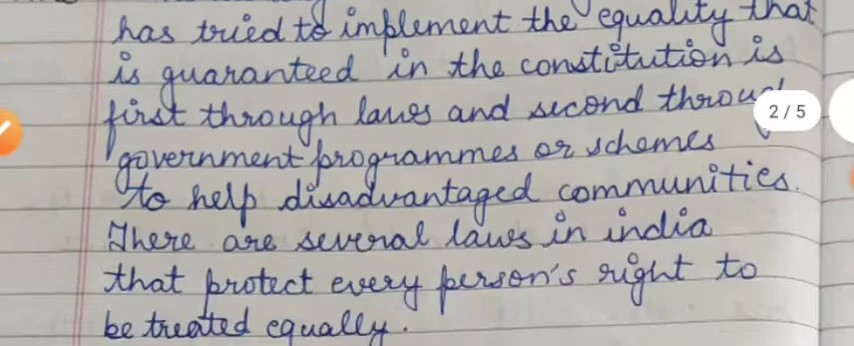 has tried to implement the equality that
is guaranteed in the constitution is
first through laws and second
2/5
government programmes or schemes
to help disadvantaged communities.
There are several laws in india
that protect every person's right to
be treated equally.